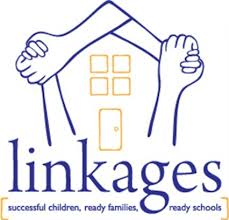 linkages
[successful children, ready families, ready schools]